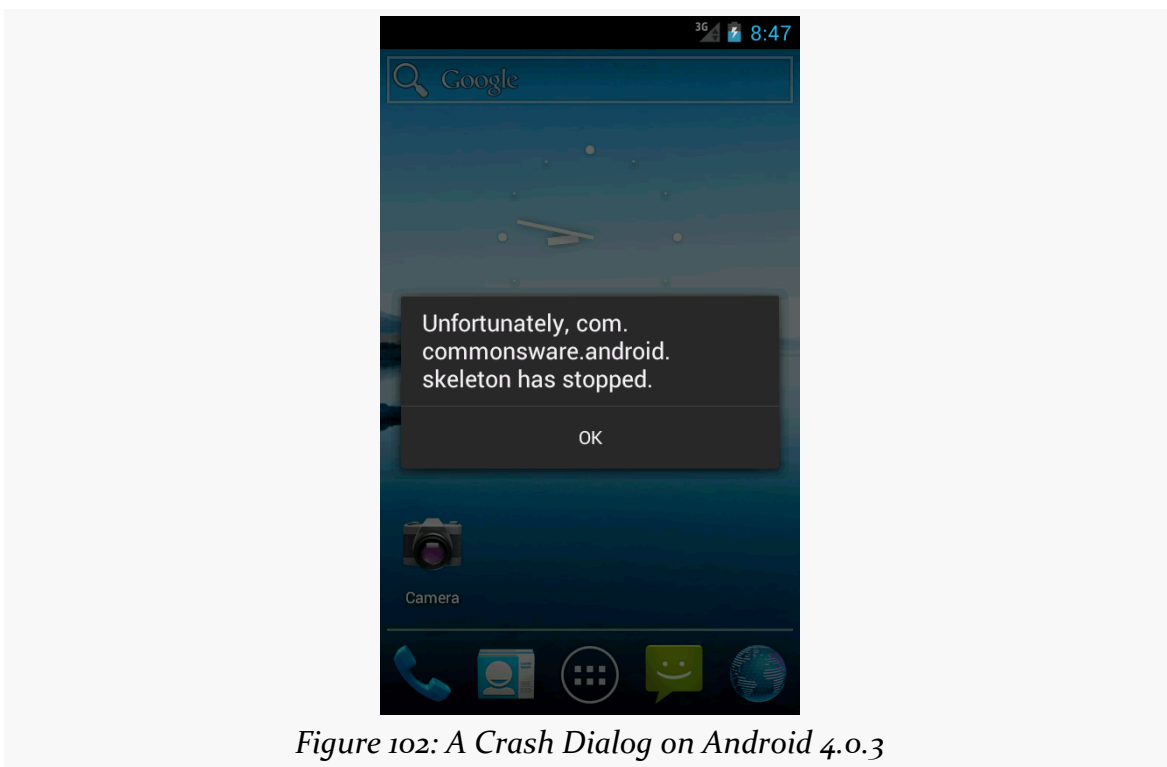 3G 8:47
Google
Unfortunately, com.
commonsware.android.
skeleton has stopped.
OK
Camera
Figure 102: A Crash Dialog on Android 4.0.3